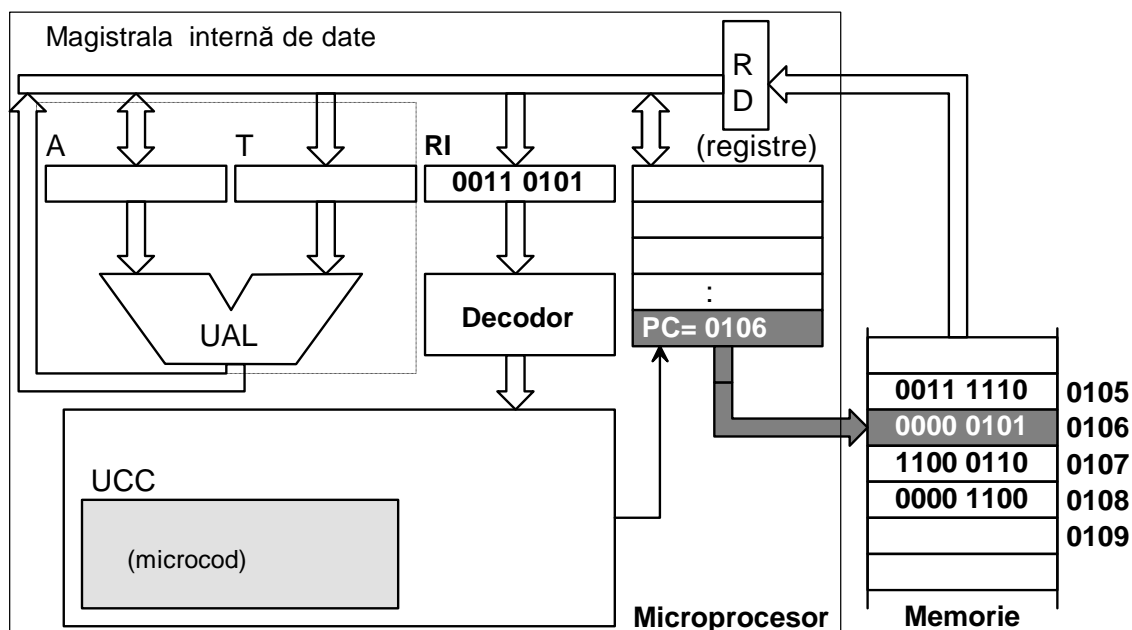 Magistrala internă de date
R
D
A
T
RI
(registre)
0011 0101
:
Decodor
UAL
PC= 0106
0011 1110 0105
0000 0101 0106
1100 0110 0107
0000 1100 0108
0109
UCC
(microcod)
Microprocesor
Memorie